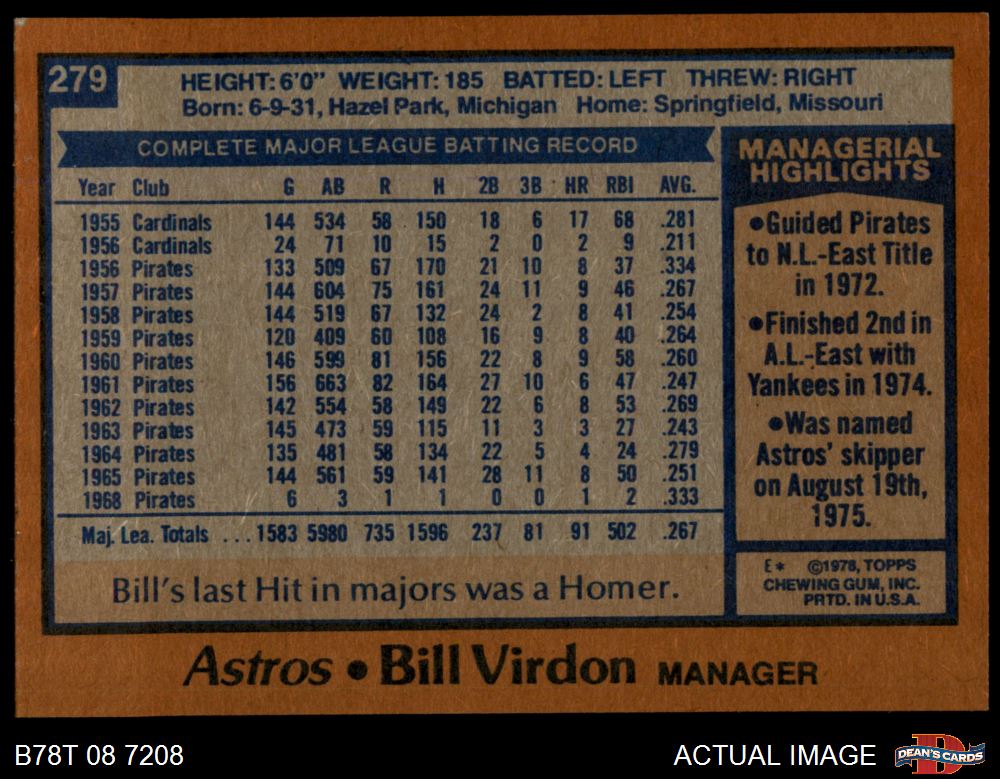 279
HEIGHT: 6'0" WEIGHT: 185 BATTED: LEFT THREW: RIGHT
Born: 6-9-31, Hazel Park, Michigan Home: Springfield, Missouri
COMPLETE MAJOR LEAGUE BATTING RECORD
Year Club G AB R H 2B 3B HR RBI AVG.
1955 Cardinals 144 534 58 150 18 6 17 68 .281
1956 Cardinals 24 71 10 15 2 0 2 9 .211
1956 Pirates 133 509 67 170 21 10 8 37 .334
1957 Pirates 144 604 75 161 24 11 9 46 .267
1958 Pirates 144 519 67 132 24 2 8 41 .254
1959 Pirates 120 409 60 108 16 9 8 40 .264
1960 Pirates 146 599 81 156 22 8 9 58 .260
1961 Pirates 156 663 82 164 27 10 6 47 .247
1962 Pirates 142 554 58 149 22 6 8 53 .269
1963 Pirates 145 473 59 115 11 3 3 27 .243
1964 Pirates 135 481 58 134 22 5 4 24 .279
1965 Pirates 144 561 59 141 28 11 8 50 .251
1968 Pirates 6 3 1 1 0 0 1 2 .333
Maj. Lea. Totals ... 1583 5980 735 1596 237 81 91 502 .267
Bill's last Hit in majors was a Homer.
MANAGERIAL
HIGHLIGHTS
•Guided Pirates
to N.L.-East Title
in 1972.
•Finished 2nd in
A.L.-East with
Yankees in 1974.
•Was named
Astros' skipper
on August 19th,
1975.
E* ©1978, TOPPS
CHEWING GUM, INC.
PRTD. IN U.S.A.
Astros • Bill Virdon MANAGER
B78T 08 7208
ACTUAL IMAGE
DEAN'S CARDS